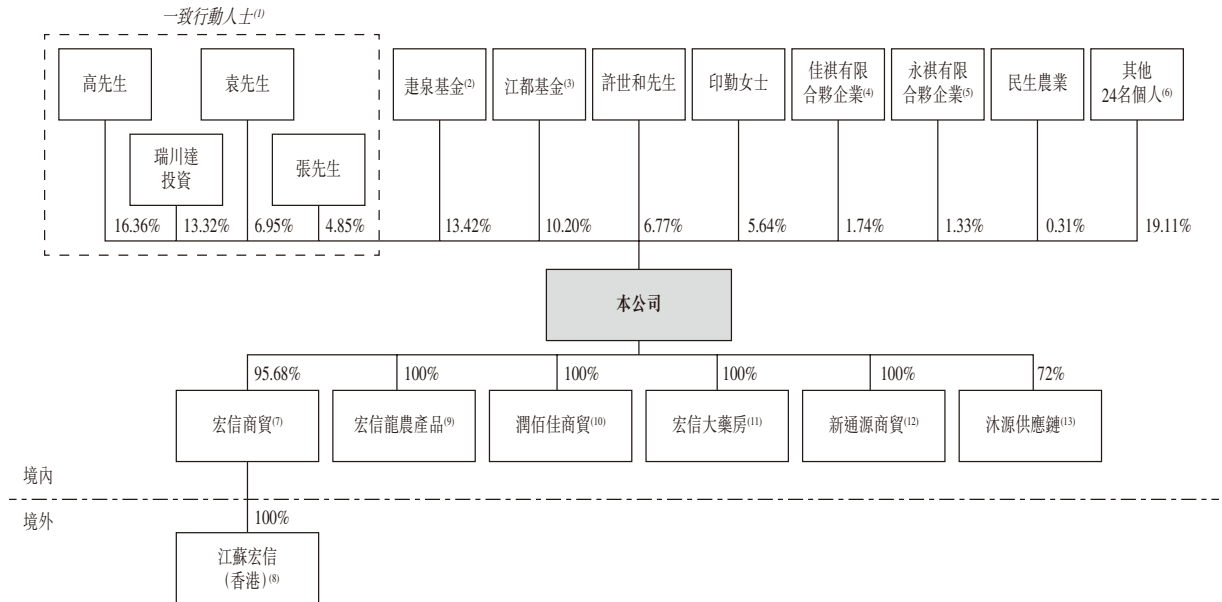 一致行動人士(1)
高先生
袁先生
疌泉基金(2)
江都基金(3)
許世和先生
印勤女士
佳祺有限
合夥企業(4)
永祺有限
合夥企業(5)
民生農業
其他
24名個人(6)
瑞川達
投資
張先生
16.36%
13.32%
6.95%
4.85%
13.42%
10.20%
6.77%
5.64%
1.74%
1.33%
0.31%
19.11%
本公司
95.68%
100%
100%
100%
100%
72%
宏信商貿(7)
宏信龍農產品(9)
潤佰佳商貿(10)
宏信大藥房(11)
新通源商貿(12)
沐源供應鏈(13)
境內
境外
100%
江蘇宏信
(香港)(8)